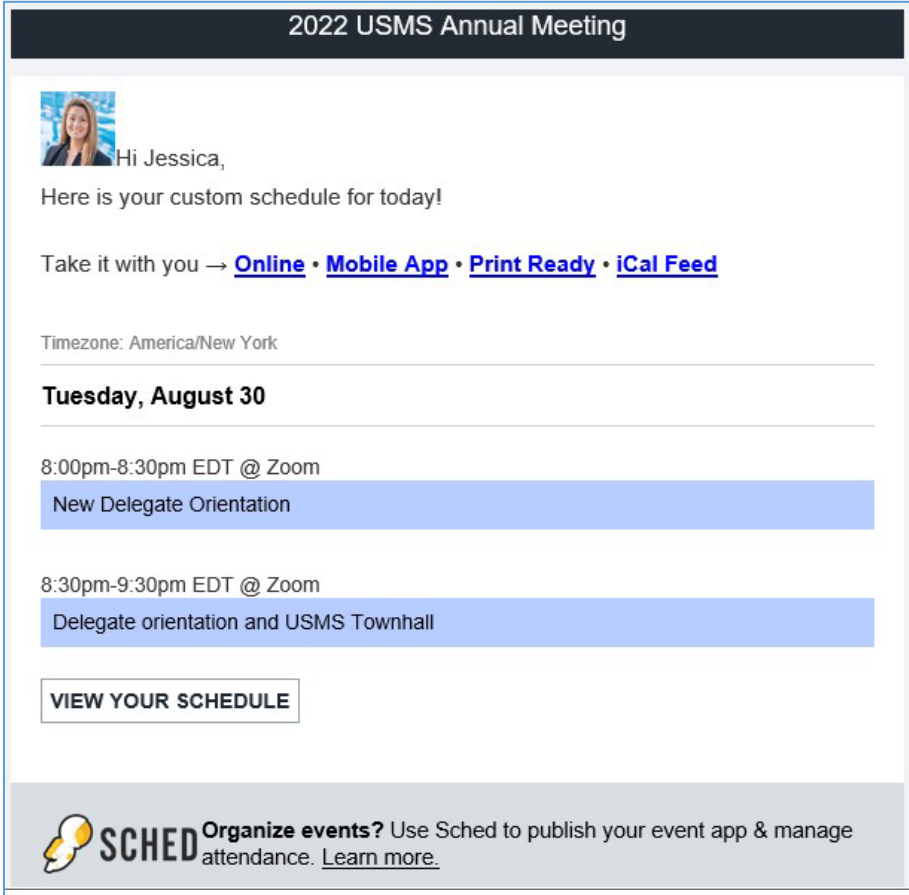 2022 USMS Annual Meeting
Hi Jessica,
Here is your custom schedule for today!
Take it with you → Online • Mobile App • Print Ready • iCal Feed
Timezone: America/New York
Tuesday, August 30
8:00pm-8:30pm EDT @ Zoom
New Delegate Orientation
8:30pm-9:30pm EDT @ Zoom
Delegate orientation and USMS Townhall
VIEW YOUR SCHEDULE
SCHED Organize events? Use Sched to publish your event app & manage
attendance. Learn more.